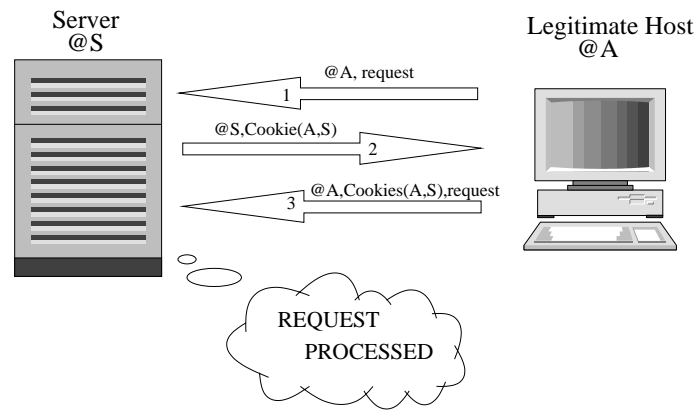 Server
@S
Legitimate Host
@A
@A, request
1
@S,Cookie(A,S)
2
@A,Cookies(A,S),request
3
REQUEST
PROCESSED